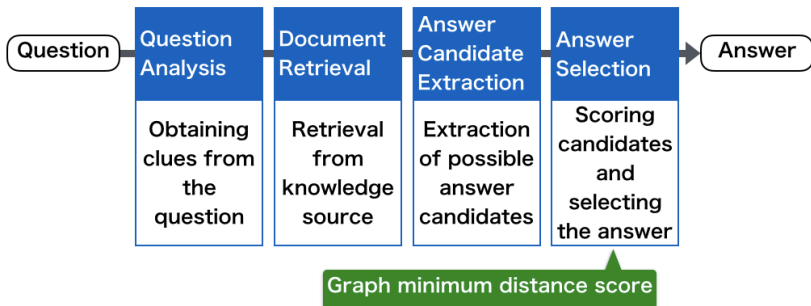 Question
Question
Analysis
Document
Retrieval
Answer
Candidate
Extraction
Answer
Selection
Answer
Obtaining
clues from
the
question
Retrieval
from
knowledge
source
Extraction
of possible
answer
candidates
Scoring
candidates
and
selecting
the answer
Graph minimum distance score